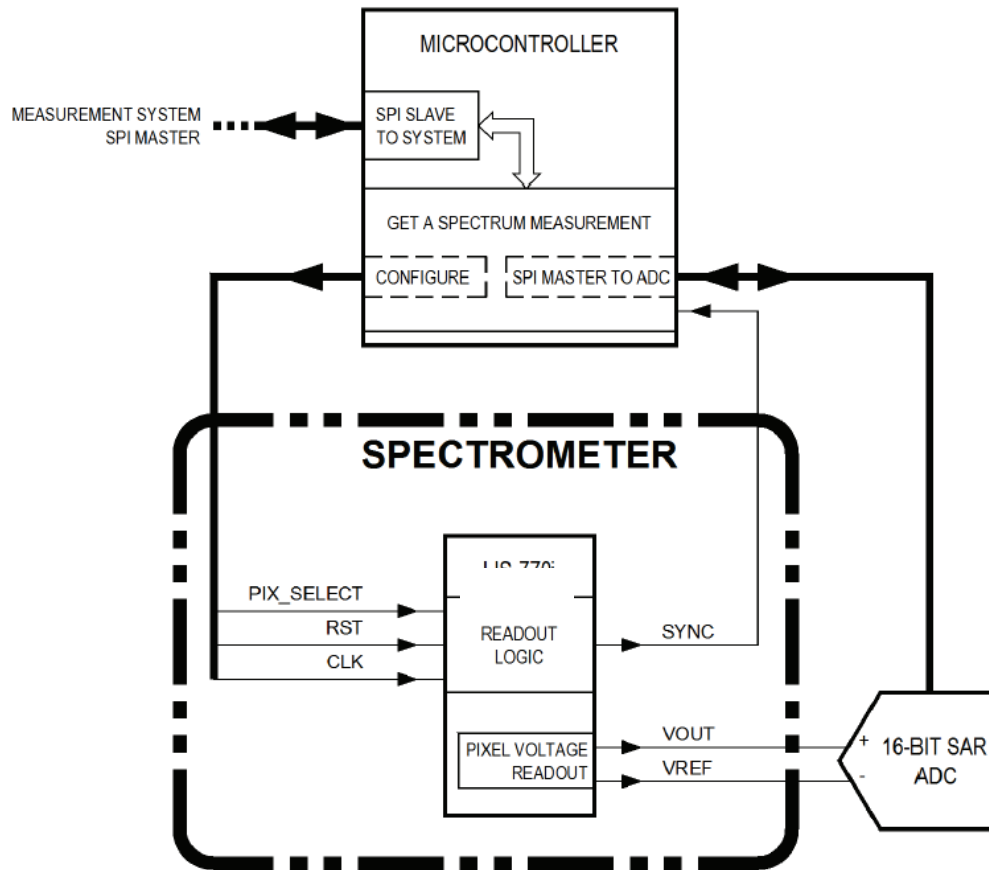 MICROCONTROLLER
MEASUREMENT SYSTEM
SPI MASTER
SPI SLAVE
TO SYSTEM
GET A SPECTRUM MEASUREMENT
CONFIGURE
SPI MASTER TO ADC
SPECTROMETER
PIX_SELECT
RST
CLK
READOUT
LOGIC
SYNC
PIXEL VOLTAGE
READOUT
VOUT
VREF
+
-
16-BIT SAR
ADC